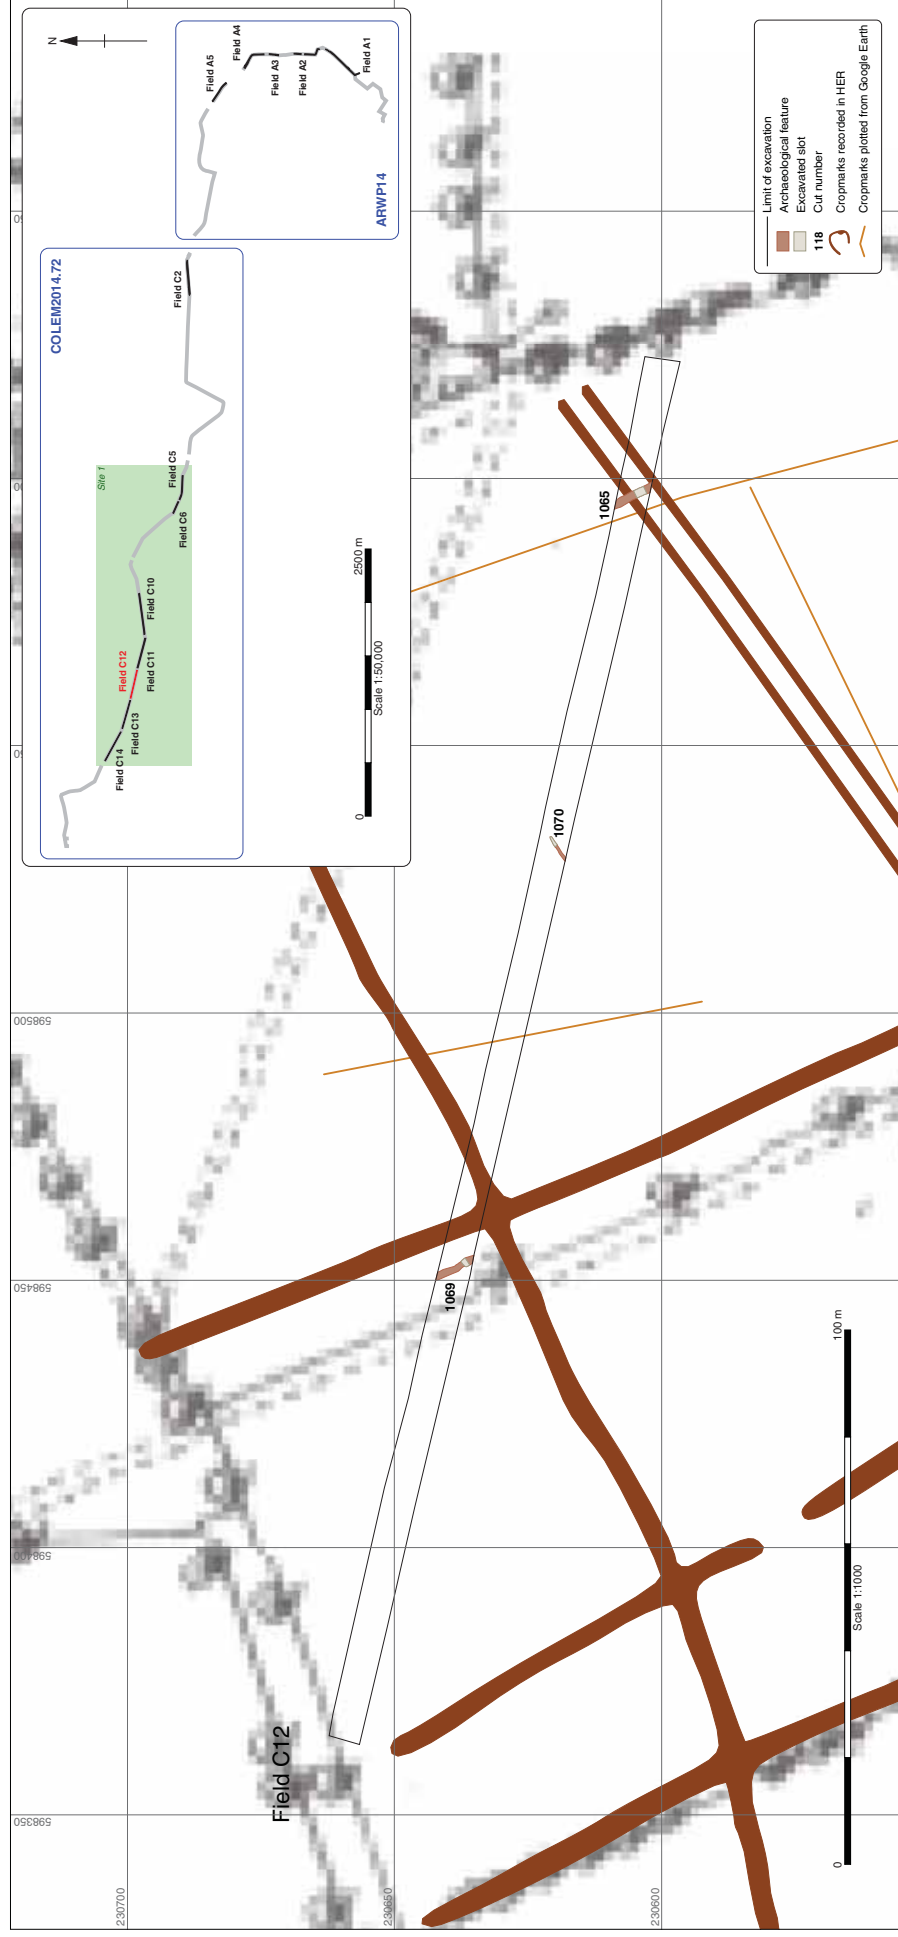 N
COLEM2014.72
Site 1
Field C14
Field C13
Field C12
Field C11
Field C10
Field C6
Field C5
Field C2
ARWP14
Field A5
Field A4
Field A3
Field A2
Field A1
0
2500 m
Scale 1:50,000
598350
598400
598450
598500
230700
230650
230600
Field C12
1069
1070
1065
0
100 m
Scale 1:1000
Limit of excavation
Archaeological feature
Excavated slot
118 Cut number
Cropmarks recorded in HER
Cropmarks plotted from Google Earth